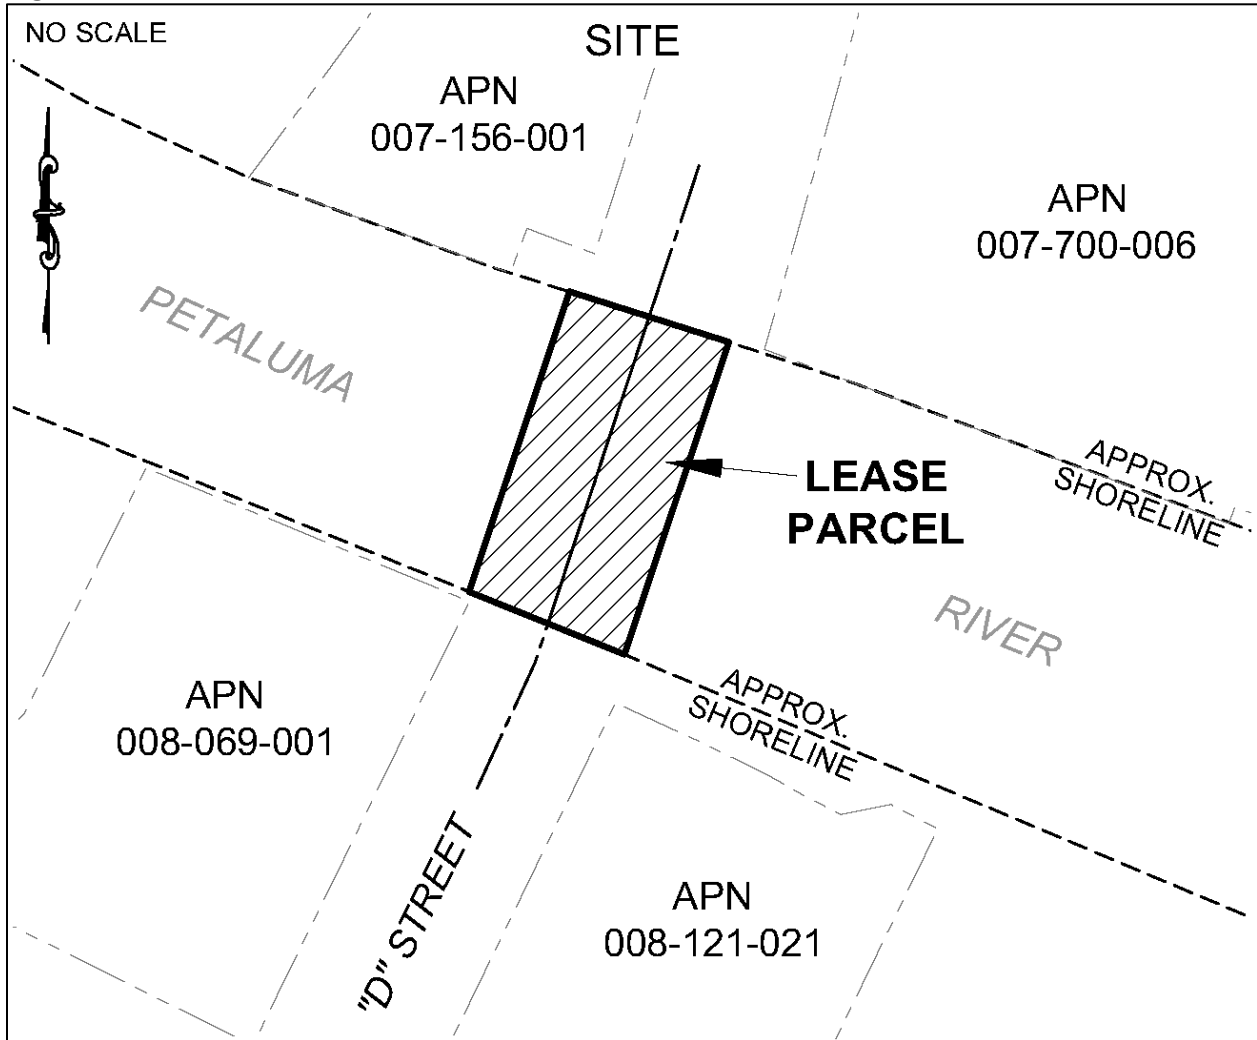 NO SCALE
SITE
APN
007-156-001
APN
007-700-006
PETALUMA
LEASE
PARCEL
APPROX.
SHORELINE
RIVER
APN
008-069-001
APPROX.
SHORELINE
"D" STREET
APN
008-121-021